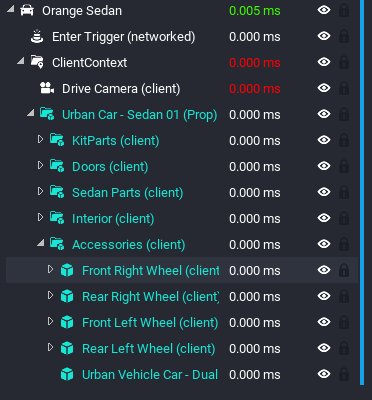 Orange Sedan 0.005 ms
Enter Trigger (networked) 0.000 ms
ClientContext 0.000 ms
Drive Camera (client) 0.000 ms
Urban Car - Sedan 01 (Prop) 0.000 ms
KitParts (client) 0.000 ms
Doors (client) 0.000 ms
Sedan Parts (client) 0.000 ms
Interior (client) 0.000 ms
Accessories (client) 0.000 ms
Front Right Wheel (client 0.000 ms
Rear Right Wheel (client) 0.000 ms
Front Left Wheel (client) 0.000 ms
Rear Left Wheel (client) 0.000 ms
Urban Vehicle Car - Dual 0.000 ms